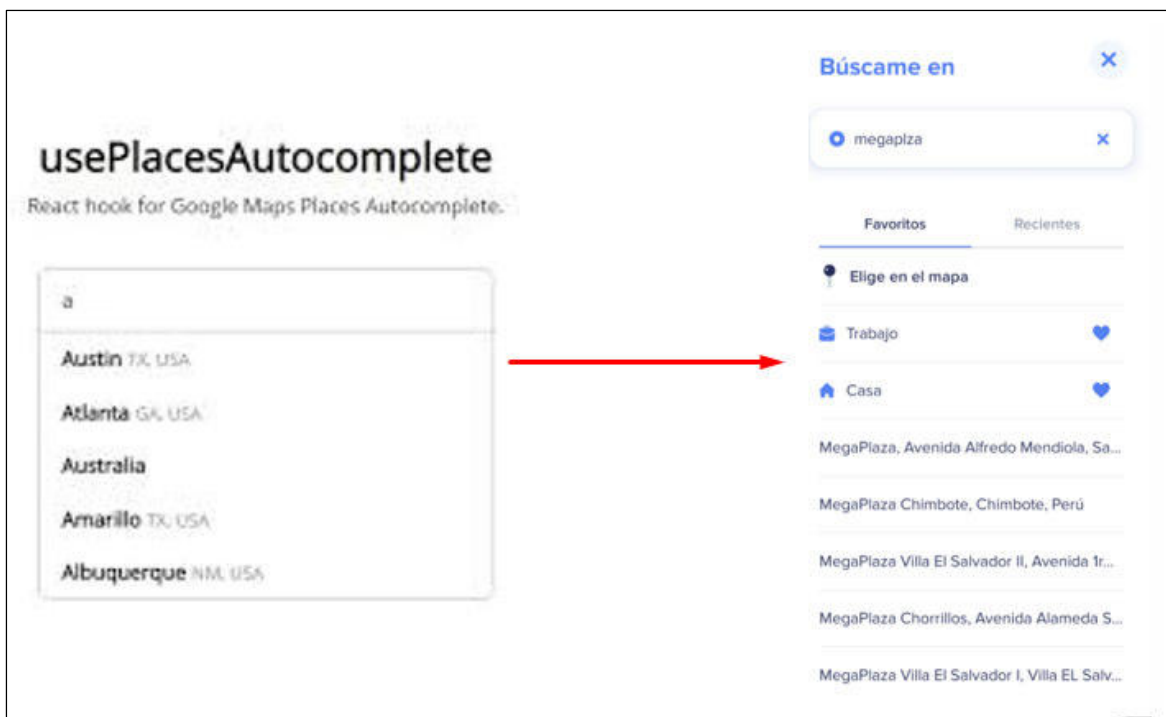 usePlacesAutocomplete
React hook for Google Maps Places Autocomplete.
a
Austin TX, USA
Atlanta GA, USA
Australia
Amarillo TX, USA
Albuquerque NM, USA
Búscame en
megaplza
Favoritos Recientes
Elige en el mapa
Trabajo
Casa
MegaPlaza, Avenida Alfredo Mendiola, Sa...
MegaPlaza Chimbote, Chimbote, Perú
MegaPlaza Villa El Salvador II, Avenida 1r...
MegaPlaza Chorrillos, Avenida Alameda S...
MegaPlaza Villa El Salvador I, Villa EL Salv...